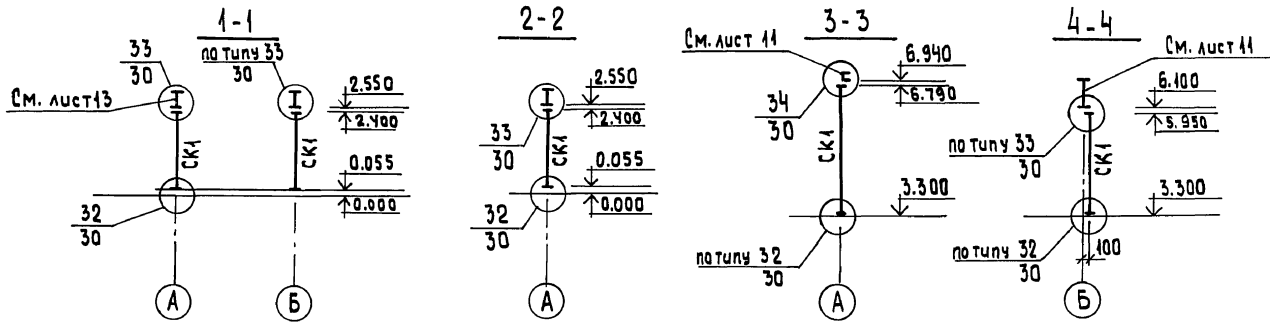 1-1
33
30
по типу 33
30
См. лист 13
2.550
2.400
СК1
0.055
0.000
32
30
А
Б
2-2
2.550
2.400
33
30
СК1
0.055
0.000
32
30
А
3-3
См. лист 11
6.940
6.790
34
30
СК1
3.300
по типу 32
30
А
4-4
См. лист 11
6.100
5.950
по типу 33
30
СК1
3.300
по типу 32
30
100
Б